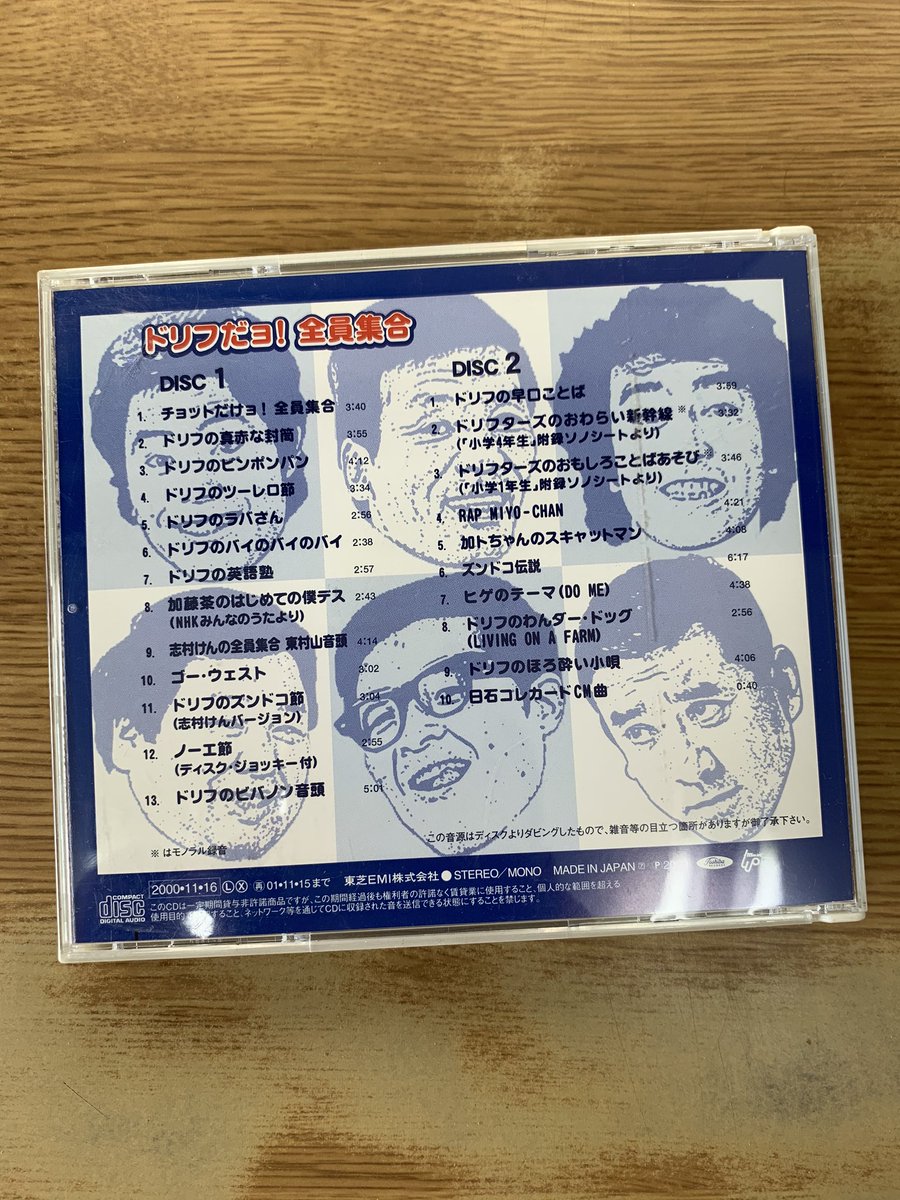 ドリフだョ!全員集合
DISC 1
1. チョットだけョ!全員集合 3:40
2. ドリフの真赤な封筒 3:55
3. ドリフのピンポンパン 4:12
4. ドリフのツーレロ節 3:34
5. ドリフのラバさん 2:56
6. ドリフのバイのバイのバイ 2:38
7. ドリフの英語塾 2:57
8. 加藤茶のはじめての僕デス 2:43
(NHKみんなのうたより)
9. 志村けんの全員集合 東村山音頭 4:14
10. ゴー・ウェスト 3:02
11. ドリフのズンドコ節 3:04
(志村けんバージョン)
12. ノーエ節 2:55
(ディスク・ジョッキー付)
13. ドリフのビバノン音頭 5:01
※はモノラル録音
DISC 2
1. ドリフの早口ことば 3:59
2. ドリフターズのおわらい新幹線※ 3:32
(「小学4年生」附録ソノシートより)
3. ドリフターズのおもしろことばあそび※ 3:46
(「小学1年生」附録ソノシートより)
4. RAP MIYO-CHAN 4:21
5. 加トちゃんのスキャットマン 4:08
6. ズンドコ伝説 6:17
7. ヒゲのテーマ(DO ME) 4:38
8. ドリフのわんダー・ドッグ 2:56
(LIVING ON A FARM)
9. ドリフのほろ酔い小唄 4:06
10. 日石コレカードCM曲 0:40
この音源はディスクよりダビングしたもので、雑音等の目立つ箇所がありますが御了承下さい。
COMPACT
disc
DIGITAL AUDIO
2000・11・16 Ⓛ Ⓧ 再 01・11・15まで 東芝EMI株式会社 ●STEREO/MONO MADE IN JAPAN Ⓟ P 20
Toshiba
このCDは一定期間貸与非許諾商品ですが、この期間経過後も権利者の許諾なく賃貸業に使用すること、個人的な範囲を超える
使用目的で すること、ネットワーク等を通じてCDに収録された音を送信できる状態にすることを禁じます。